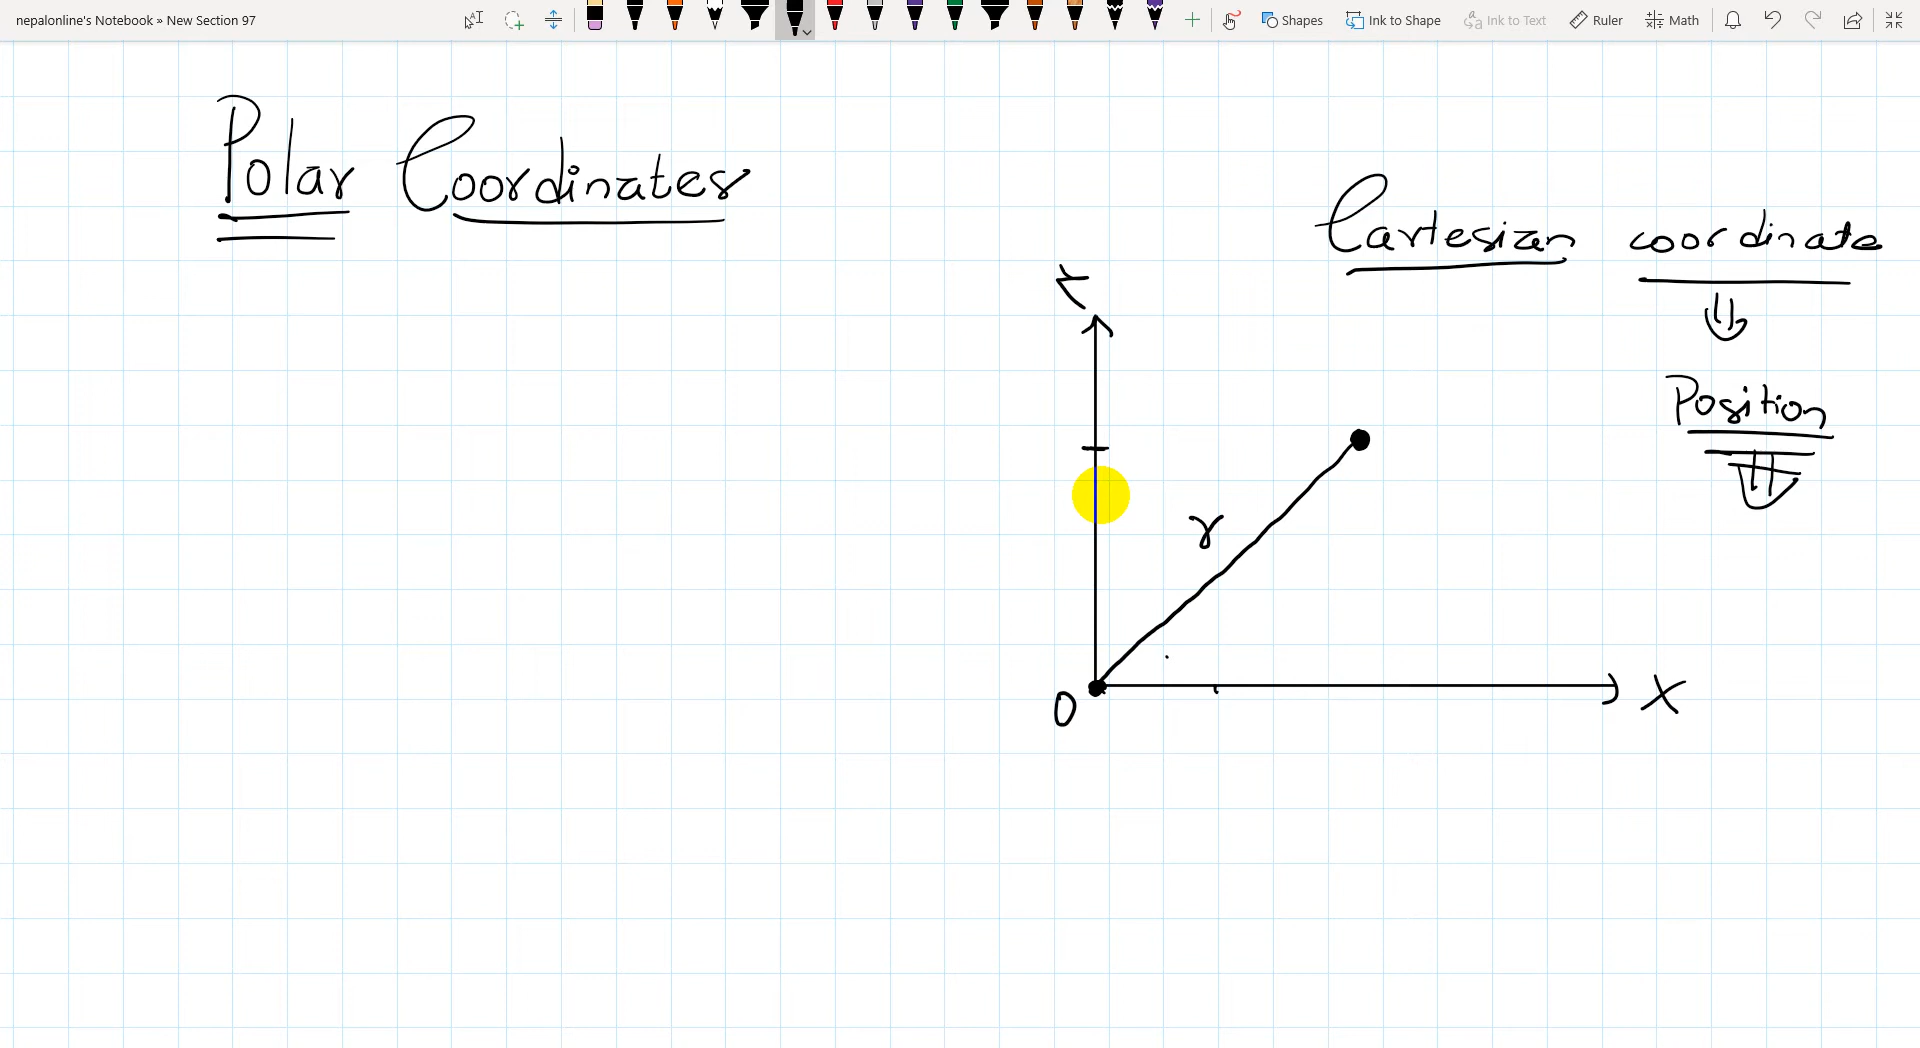 nepalonline's Notebook » New Section 97
Shapes
Ink to Shape
Ink to Text
Ruler
Math
Polar Coordinates
Cartesian coordinate
Position
r
O
X